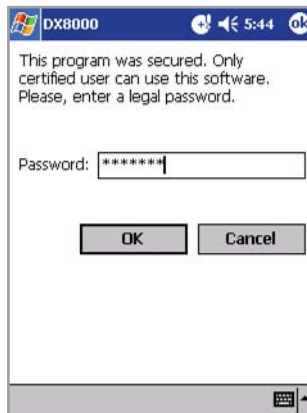 DX8000 5:44 ok
This program was secured. Only
certified user can use this software.
Please, enter a legal password.
Password: *******
OK Cancel